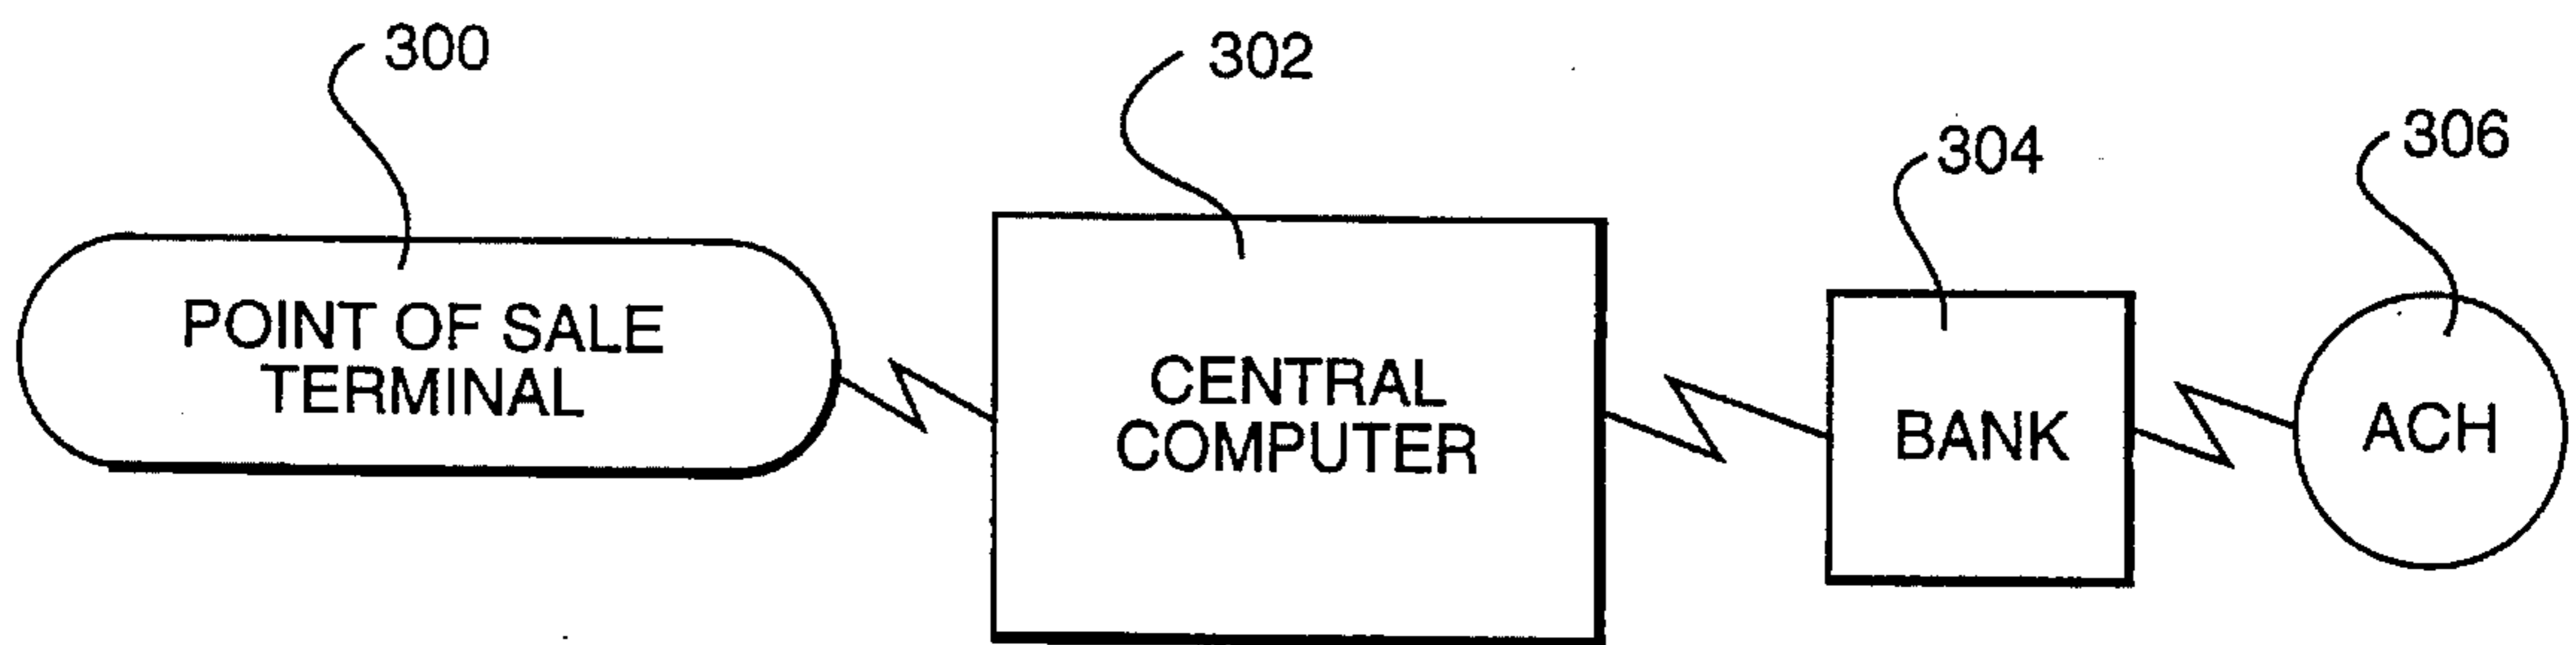 300
302
304
306
POINT OF SALE
TERMINAL
CENTRAL
COMPUTER
BANK
ACH